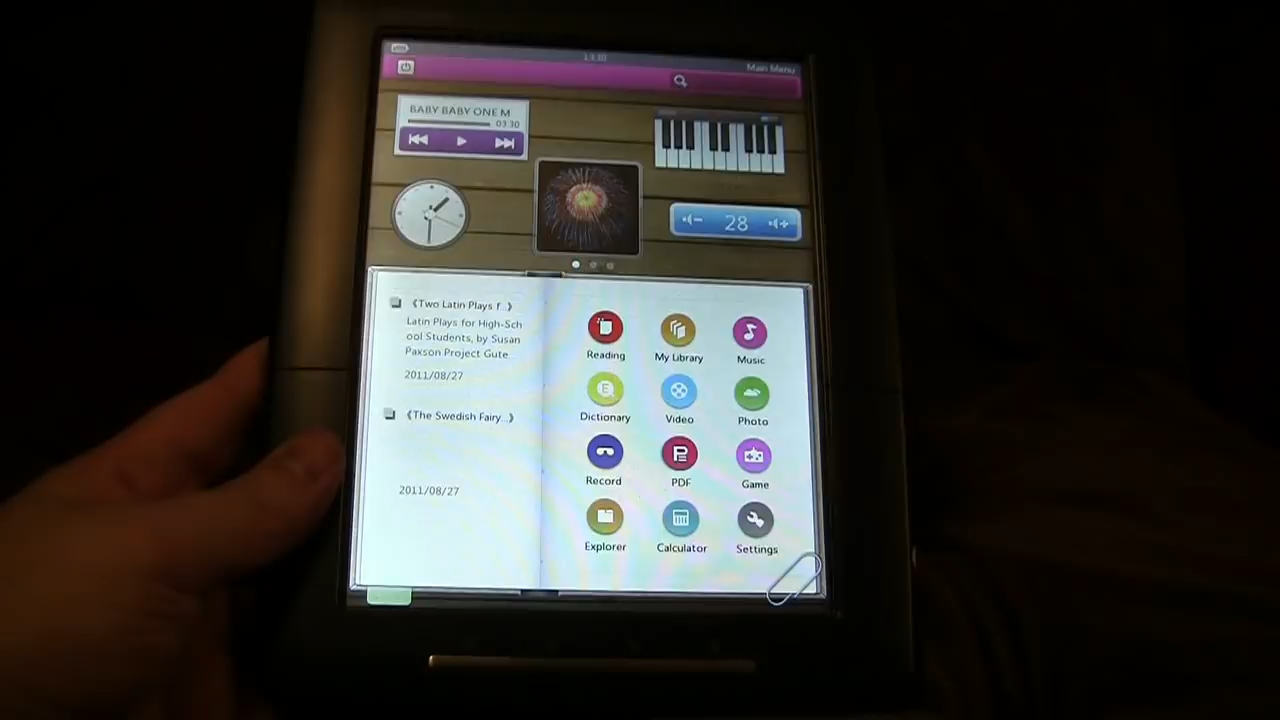 13:30
Main Menu
BABY BABY ONE M
03:30
28
《Two Latin Plays f..》
Latin Plays for High-Sch
ool Students, by Susan
Paxson Project Gute
2011/08/27
《The Swedish Fairy...》
2011/08/27
Reading
My Library
Music
E
Dictionary
Video
Photo
Record
PDF
Game
Explorer
Calculator
Settings